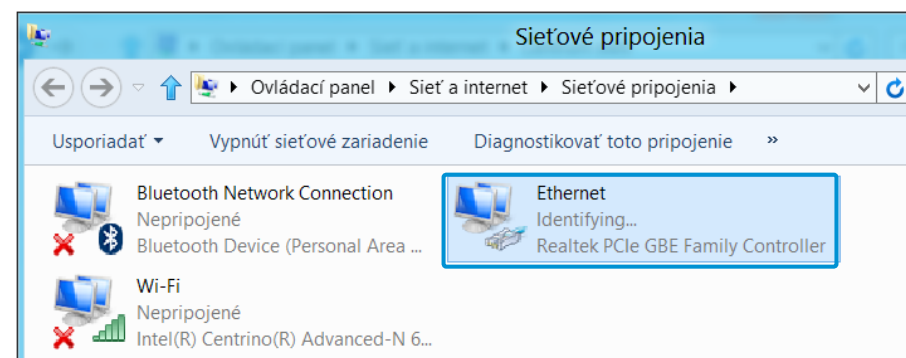 Sieťové pripojenia
Ovládací panel Sieť a internet Sieťové pripojenia
Usporiadať Vypnúť sieťové zariadenie Diagnostikovať toto pripojenie »
Bluetooth Network Connection
Nepripojené
Bluetooth Device (Personal Area ...
Ethernet
Identifying...
Realtek PCIe GBE Family Controller
Wi-Fi
Nepripojené
Intel(R) Centrino(R) Advanced-N 6...